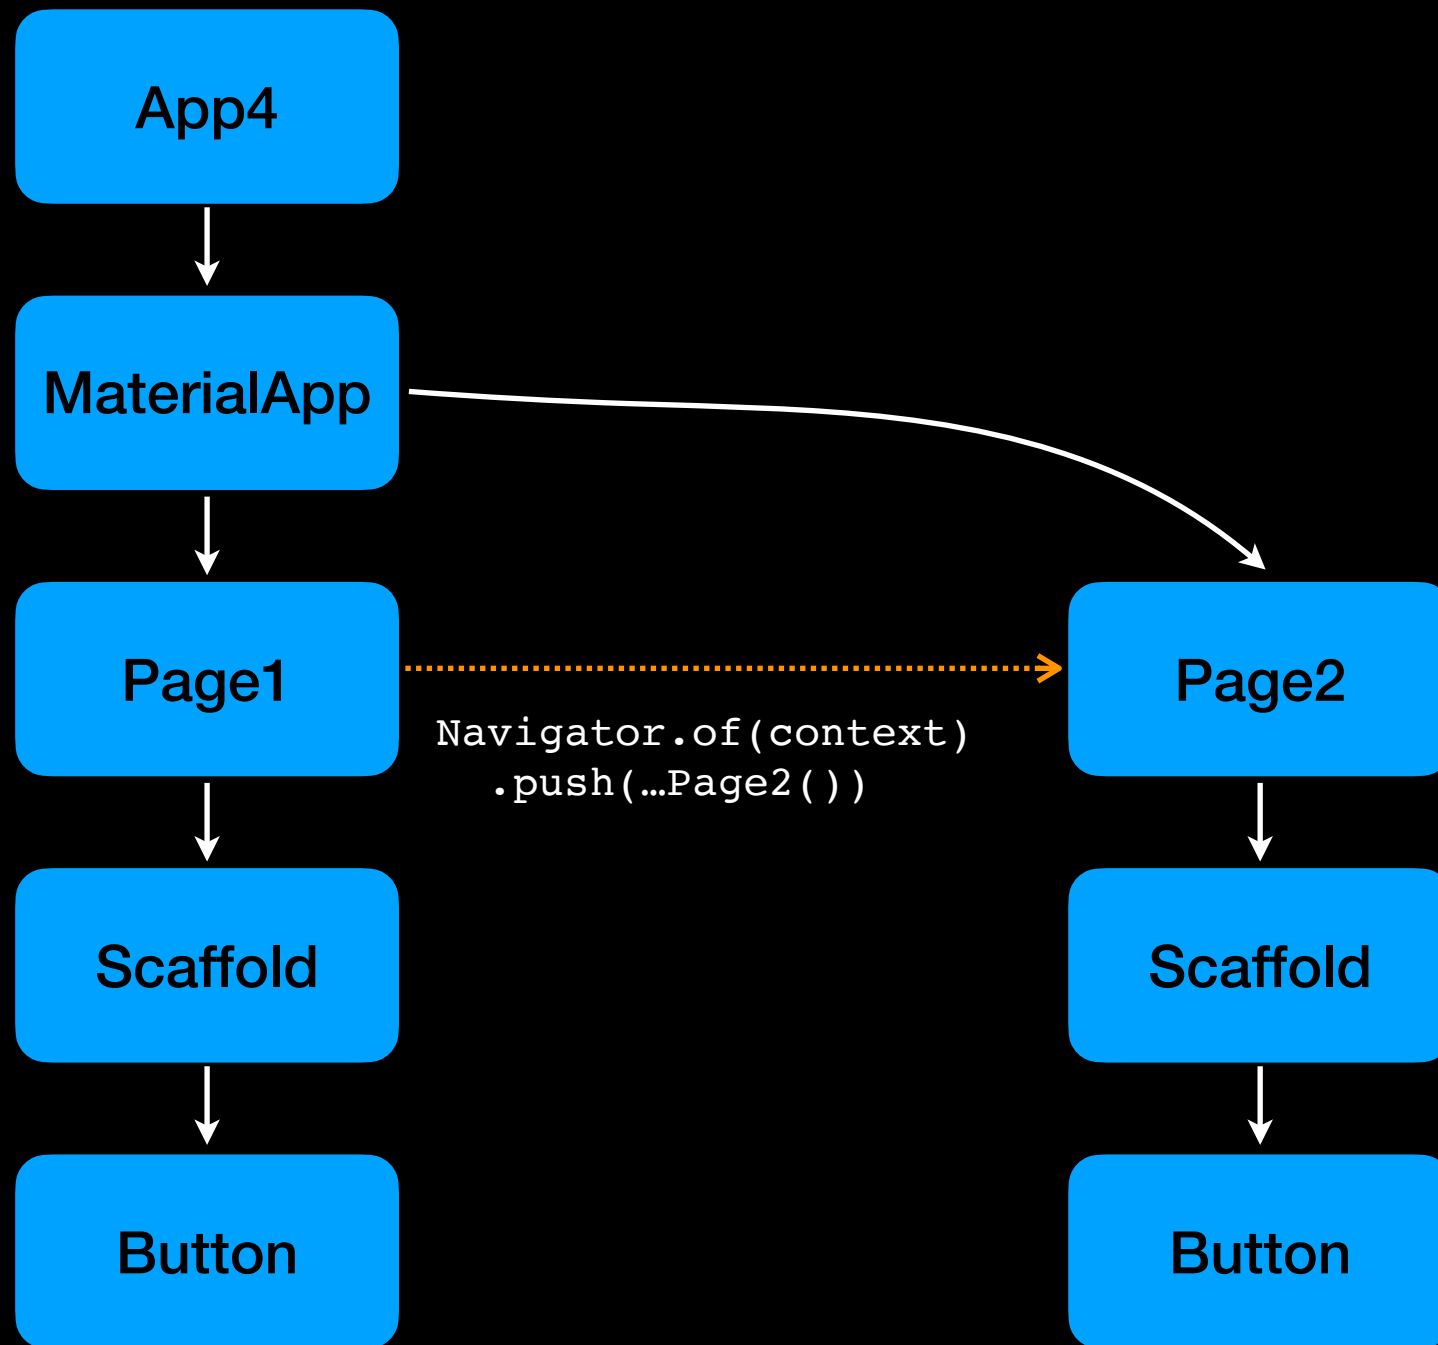 App4
MaterialApp
Page1
Page2
Navigator.of(context)
.push(…Page2())
Scaffold
Scaffold
Button
Button